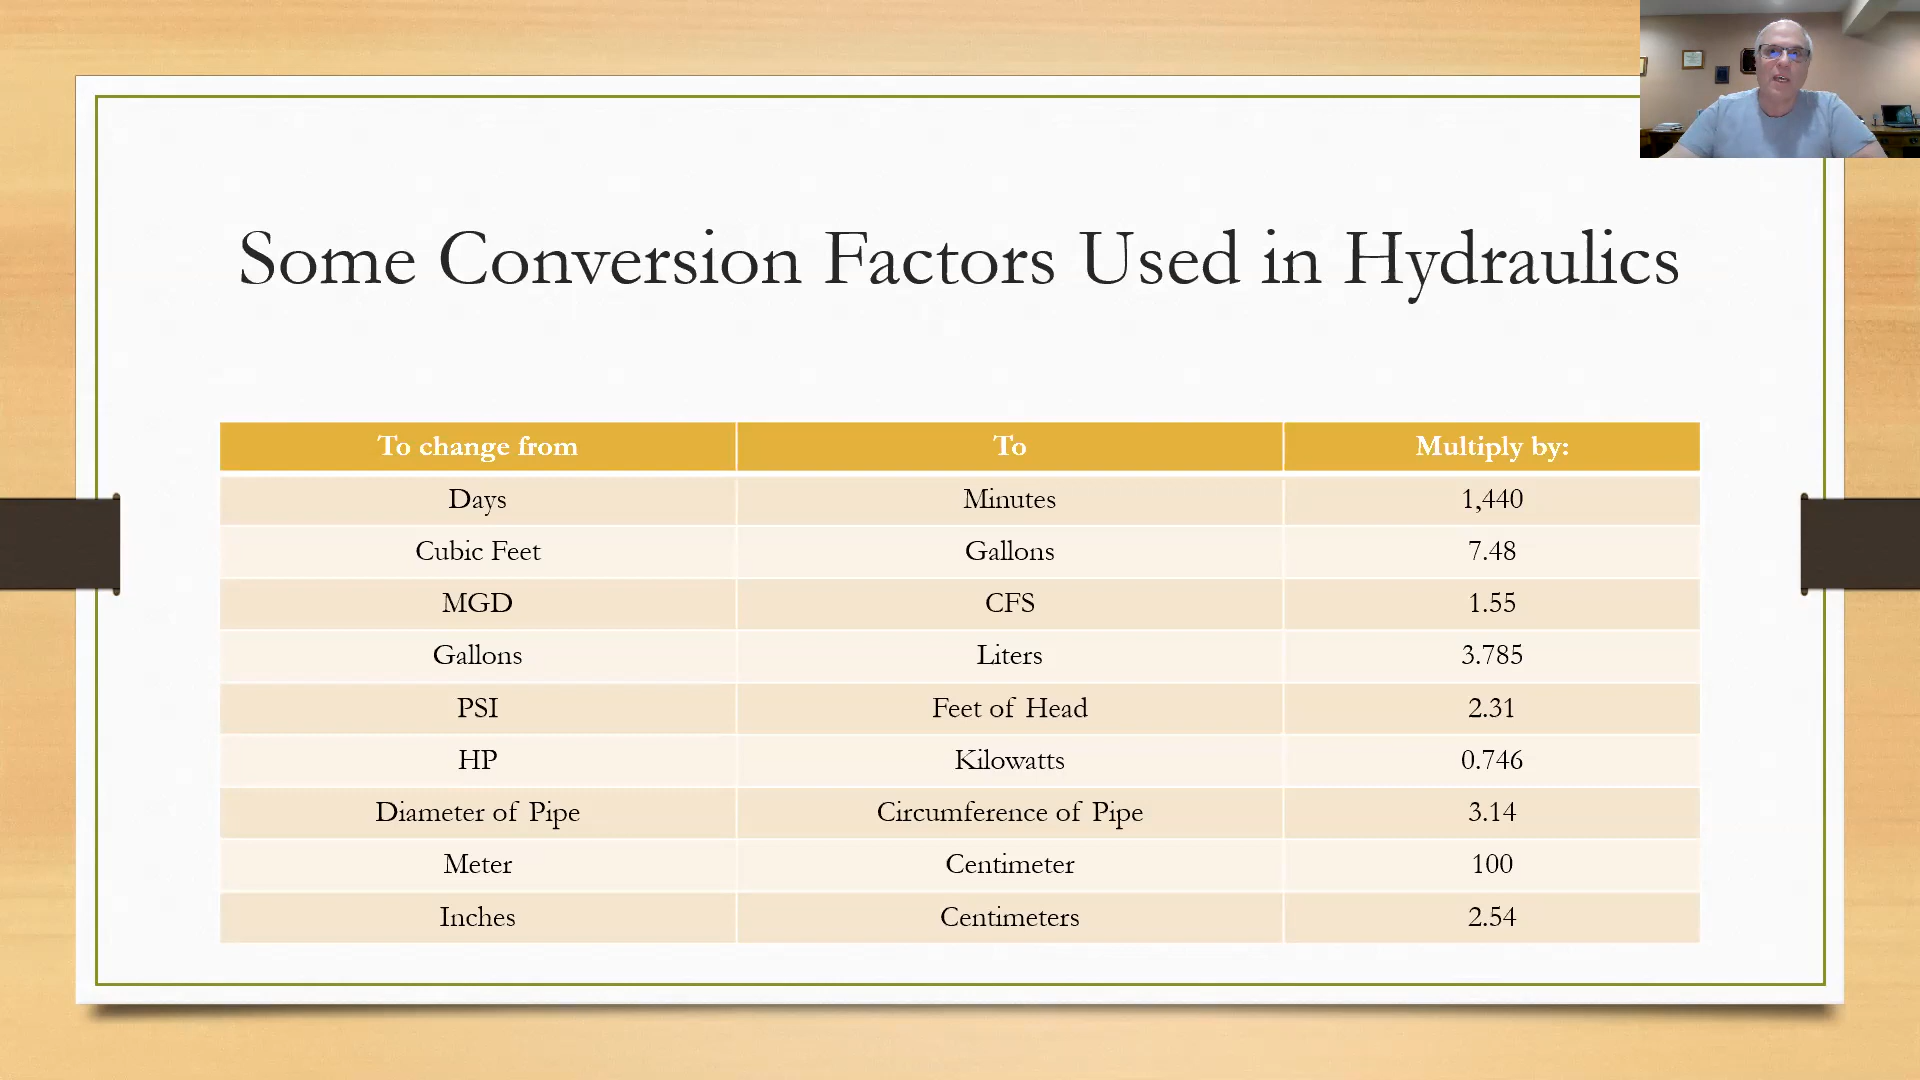 Some Conversion Factors Used in Hydraulics
To change from To Multiply by:
Days Minutes 1,440
Cubic Feet Gallons 7.48
MGD CFS 1.55
Gallons Liters 3.785
PSI Feet of Head 2.31
HP Kilowatts 0.746
Diameter of Pipe Circumference of Pipe 3.14
Meter Centimeter 100
Inches Centimeters 2.54